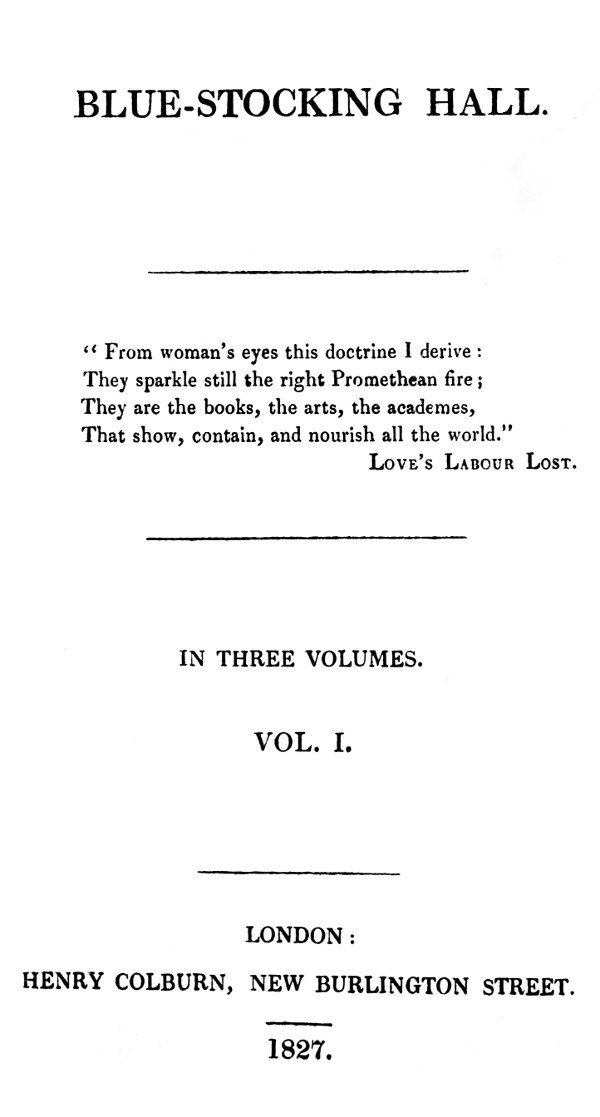 BLUE-STOCKING HALL.
“ From woman's eyes this doctrine I derive :
They sparkle still the right Promethean fire ;
They are the books, the arts, the academes,
That show, contain, and nourish all the world.”
LOVE'S LABOUR LOST.
IN THREE VOLUMES.
VOL. I.
LONDON :
HENRY COLBURN, NEW BURLINGTON STREET.
1827.